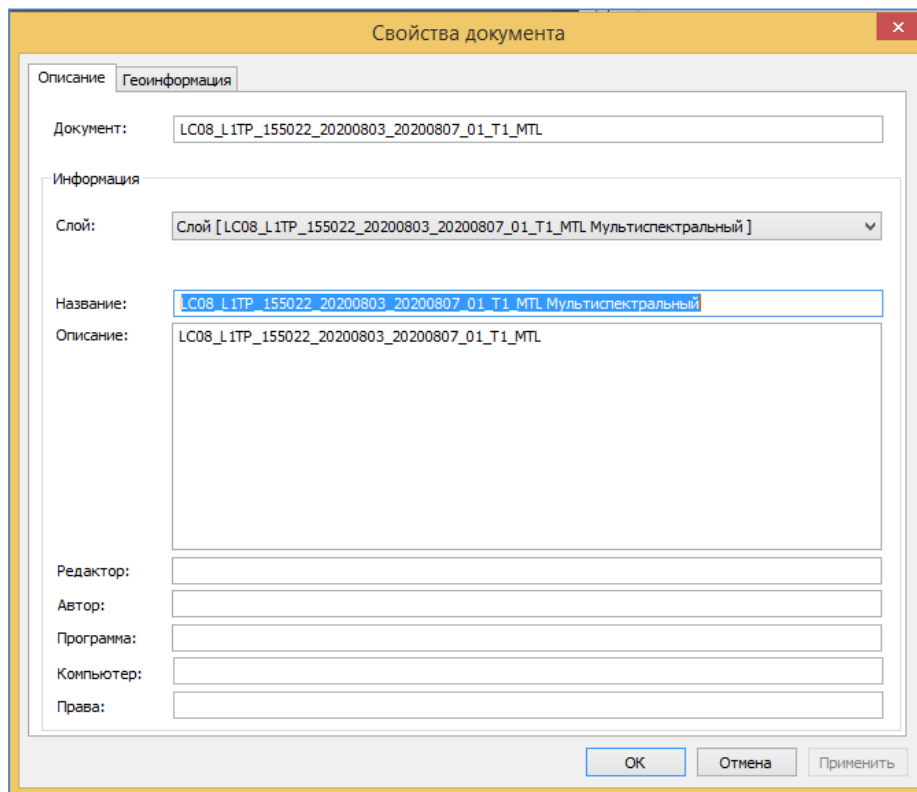 Свойства документа
Описание Геоинформация
Документ: LC08_L1TP_155022_20200803_20200807_01_T1_MTL
Информация
Слой: Слой [ LC08_L1TP_155022_20200803_20200807_01_T1_MTL Мультиспектральный ]
Название: LC08_L1TP_155022_20200803_20200807_01_T1_MTL Мультиспектральный
Описание: LC08_L1TP_155022_20200803_20200807_01_T1_MTL
Редактор:
Автор:
Программа:
Компьютер:
Права:
OK Отмена Применить